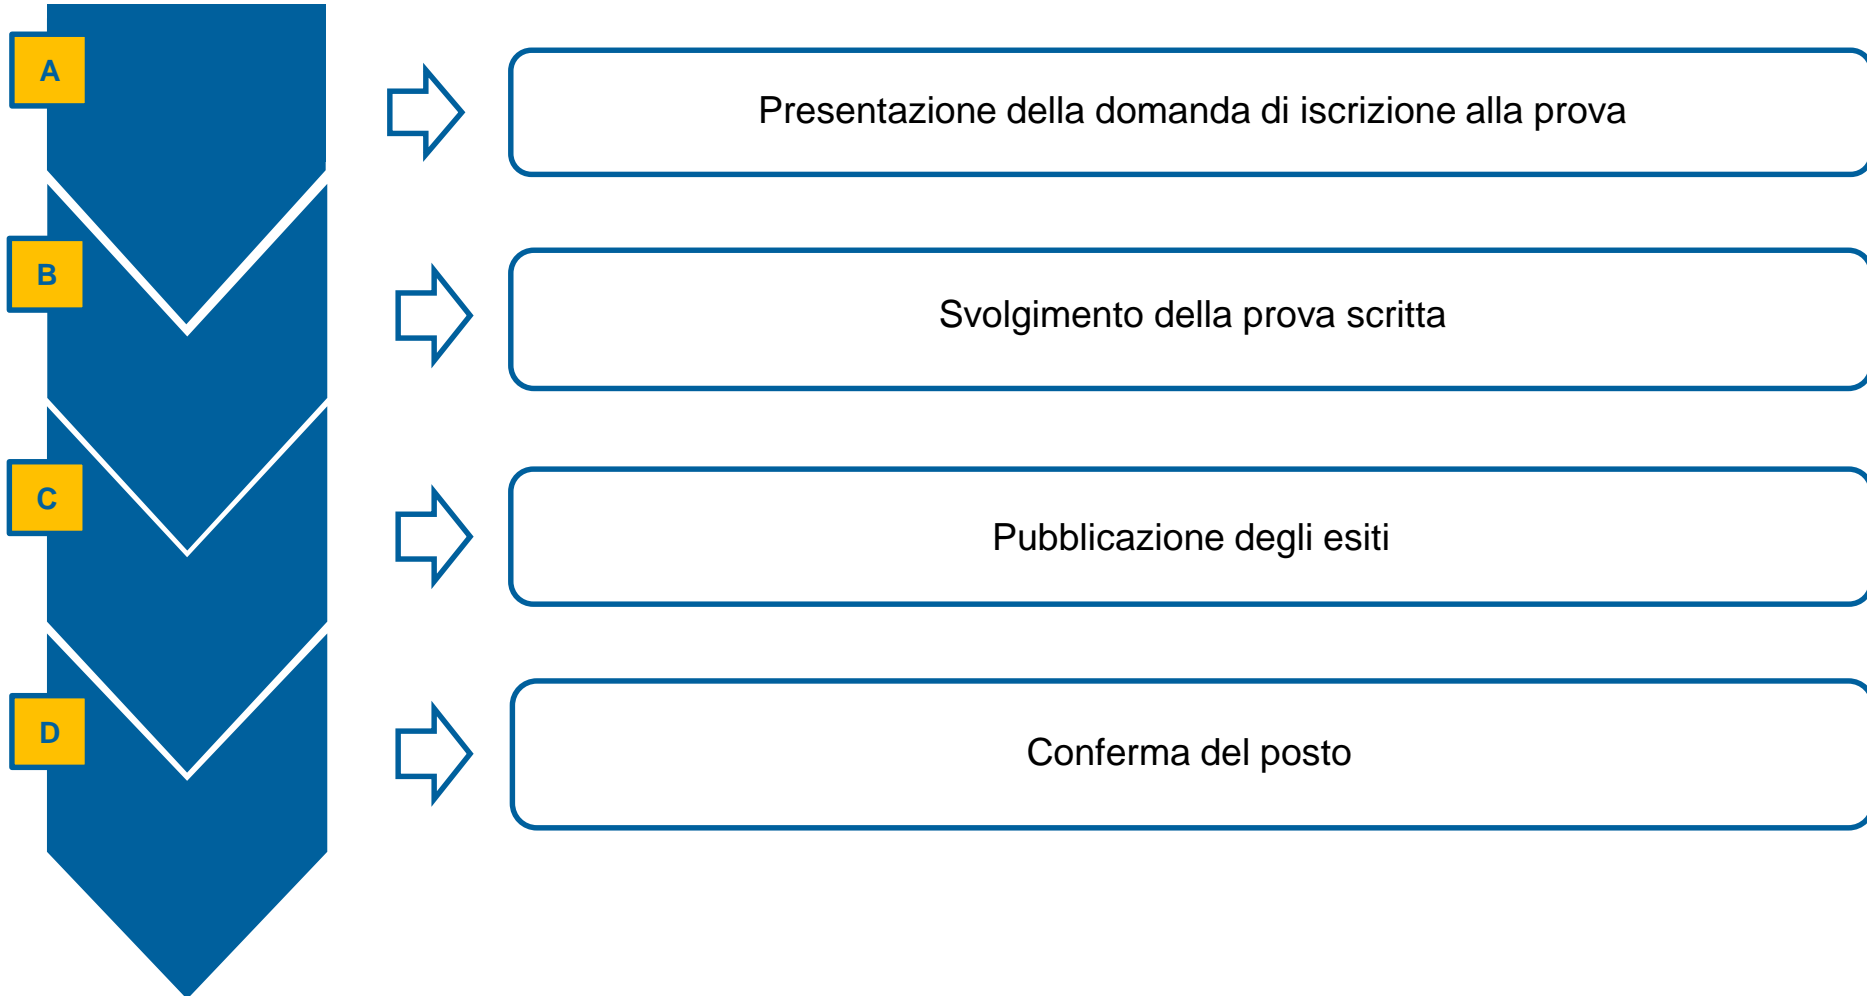 A
Presentazione della domanda di iscrizione alla prova
B
Svolgimento della prova scritta
C
Pubblicazione degli esiti
D
Conferma del posto